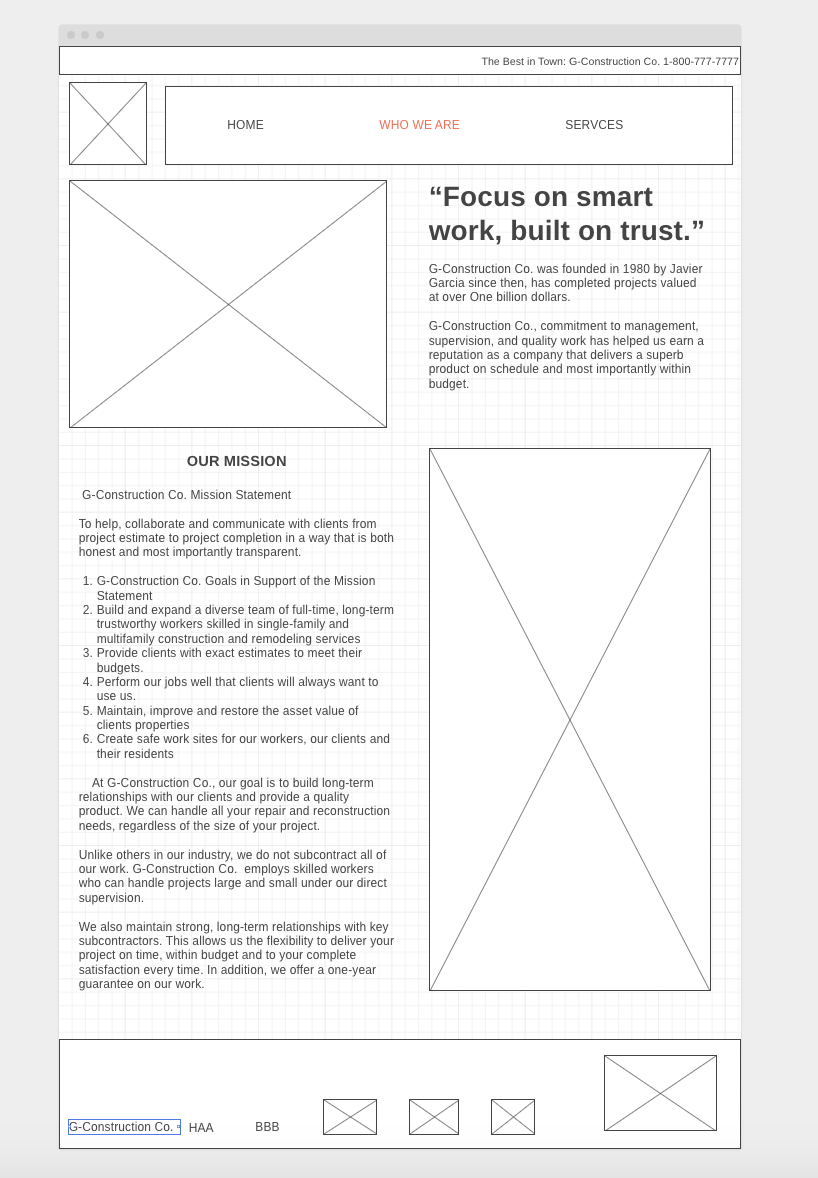 The Best in Town: G-Construction Co. 1-800-777-7777
HOME
WHO WE ARE
SERVCES
“Focus on smart
work, built on trust.”
G-Construction Co. was founded in 1980 by Javier
Garcia since then, has completed projects valued
at over One billion dollars.
G-Construction Co., commitment to management,
supervision, and quality work has helped us earn a
reputation as a company that delivers a superb
product on schedule and most importantly within
budget.
OUR MISSION
G-Construction Co. Mission Statement
To help, collaborate and communicate with clients from
project estimate to project completion in a way that is both
honest and most importantly transparent.
1. G-Construction Co. Goals in Support of the Mission
Statement
2. Build and expand a diverse team of full-time, long-term
trustworthy workers skilled in single-family and
multifamily construction and remodeling services
3. Provide clients with exact estimates to meet their
budgets.
4. Perform our jobs well that clients will always want to
use us.
5. Maintain, improve and restore the asset value of
clients properties
6. Create safe work sites for our workers, our clients and
their residents
At G-Construction Co., our goal is to build long-term
relationships with our clients and provide a quality
product. We can handle all your repair and reconstruction
needs, regardless of the size of your project.
Unlike others in our industry, we do not subcontract all of
our work. G-Construction Co.  employs skilled workers
who can handle projects large and small under our direct
supervision.
We also maintain strong, long-term relationships with key
subcontractors. This allows us the flexibility to deliver your
project on time, within budget and to your complete
satisfaction every time. In addition, we offer a one-year
guarantee on our work.
G-Construction Co.
HAA
BBB